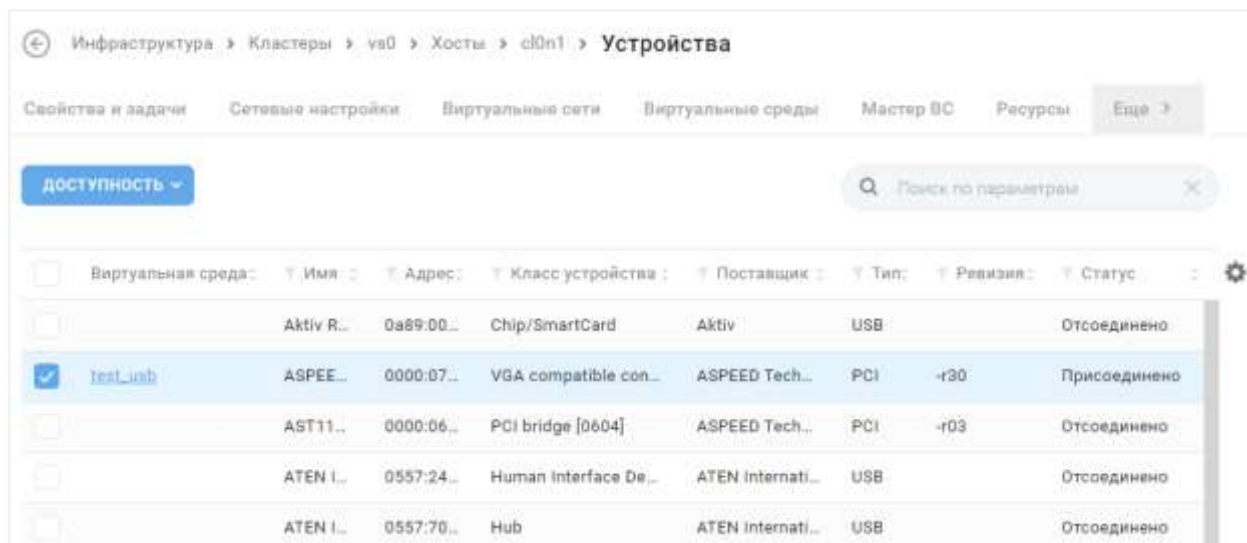 Инфраструктура > Кластеры > vs0 > Хосты > cl0n1 > Устройства
Свойства и задачи Сетевые настройки Виртуальные сети Виртуальные среды Мастер ВС Ресурсы Еще >
ДОСТУПНОСТЬ Поиск по параметрам
Виртуальная среда Имя Адрес Класс устройства Поставщик Тип Ревизия Статус
Aktiv R... 0a89:00... Chip/SmartCard Aktiv USB Отсоединено
test_usb ASPEE... 0000:07... VGA compatible con... ASPEED Tech... PCI -r30 Присоединено
AST11... 0000:06... PCI bridge [0604] ASPEED Tech... PCI -r03 Отсоединено
ATEN I... 0557:24... Human Interface De... ATEN Internati... USB Отсоединено
ATEN I... 0557:70... Hub ATEN Internati... USB Отсоединено